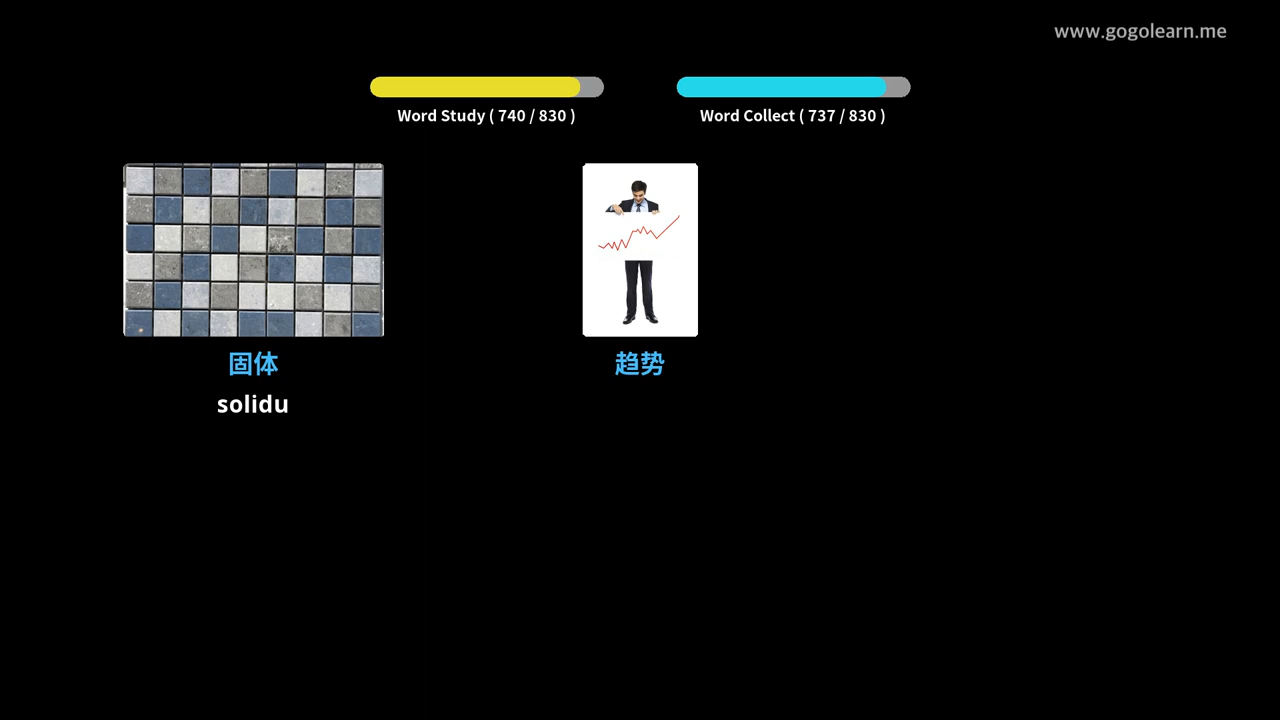 www.gogolearn.me
Word Study ( 740 / 830 )
Word Collect ( 737 / 830 )
固体
趋势
solidu